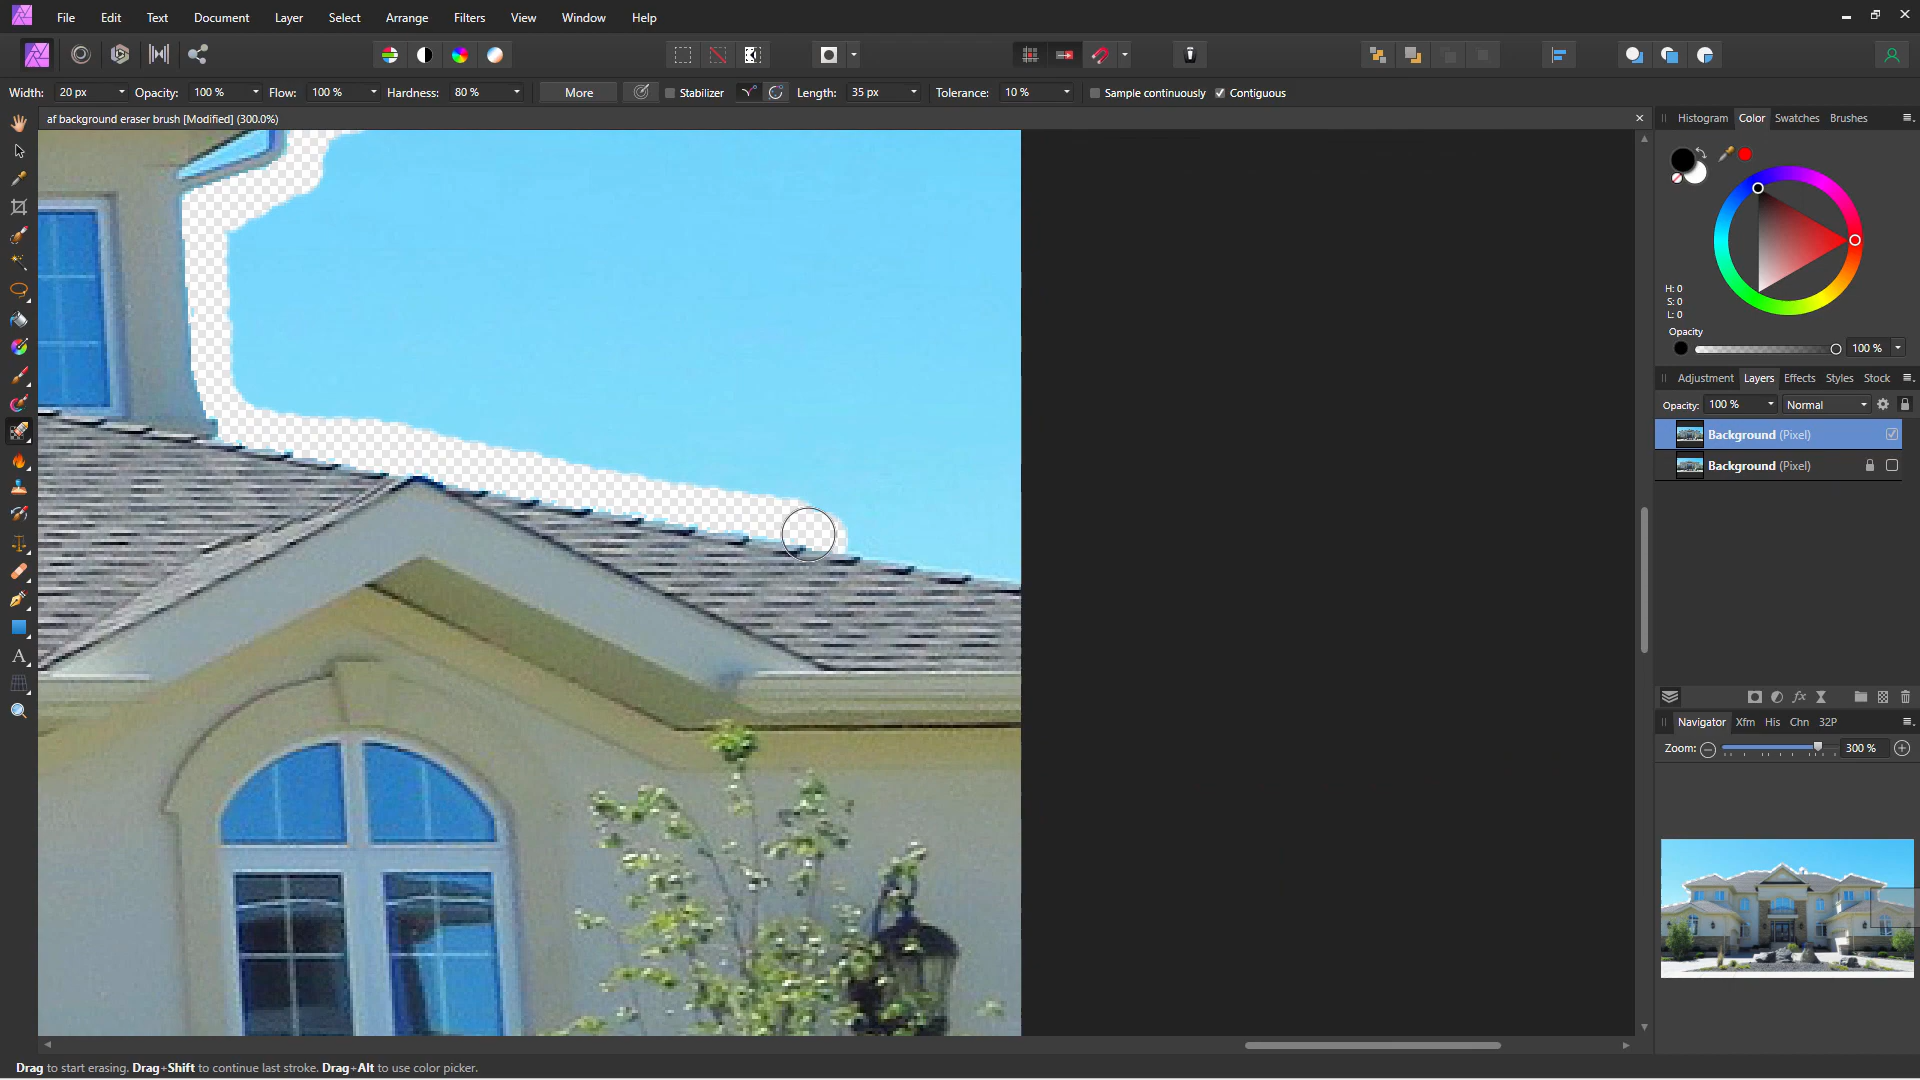 File Edit Text Document Layer Select Arrange Filters View Window Help
Width: 20 px Opacity: 100 % Flow: 100 % Hardness: 80 % More Stabilizer Length: 35 px Tolerance: 10 % Sample continuously Contiguous
af background eraser brush [Modified] (300.0%)
Histogram Color Swatches Brushes
H: 0
S: 0
L: 0
Opacity
100 %
Adjustment Layers Effects Styles Stock
Opacity: 100 % Normal
Background (Pixel)
Background (Pixel)
Navigator Xfm His Chn 32P
Zoom: 300 %
Drag to start erasing. Drag+Shift to continue last stroke. Drag+Alt to use color picker.